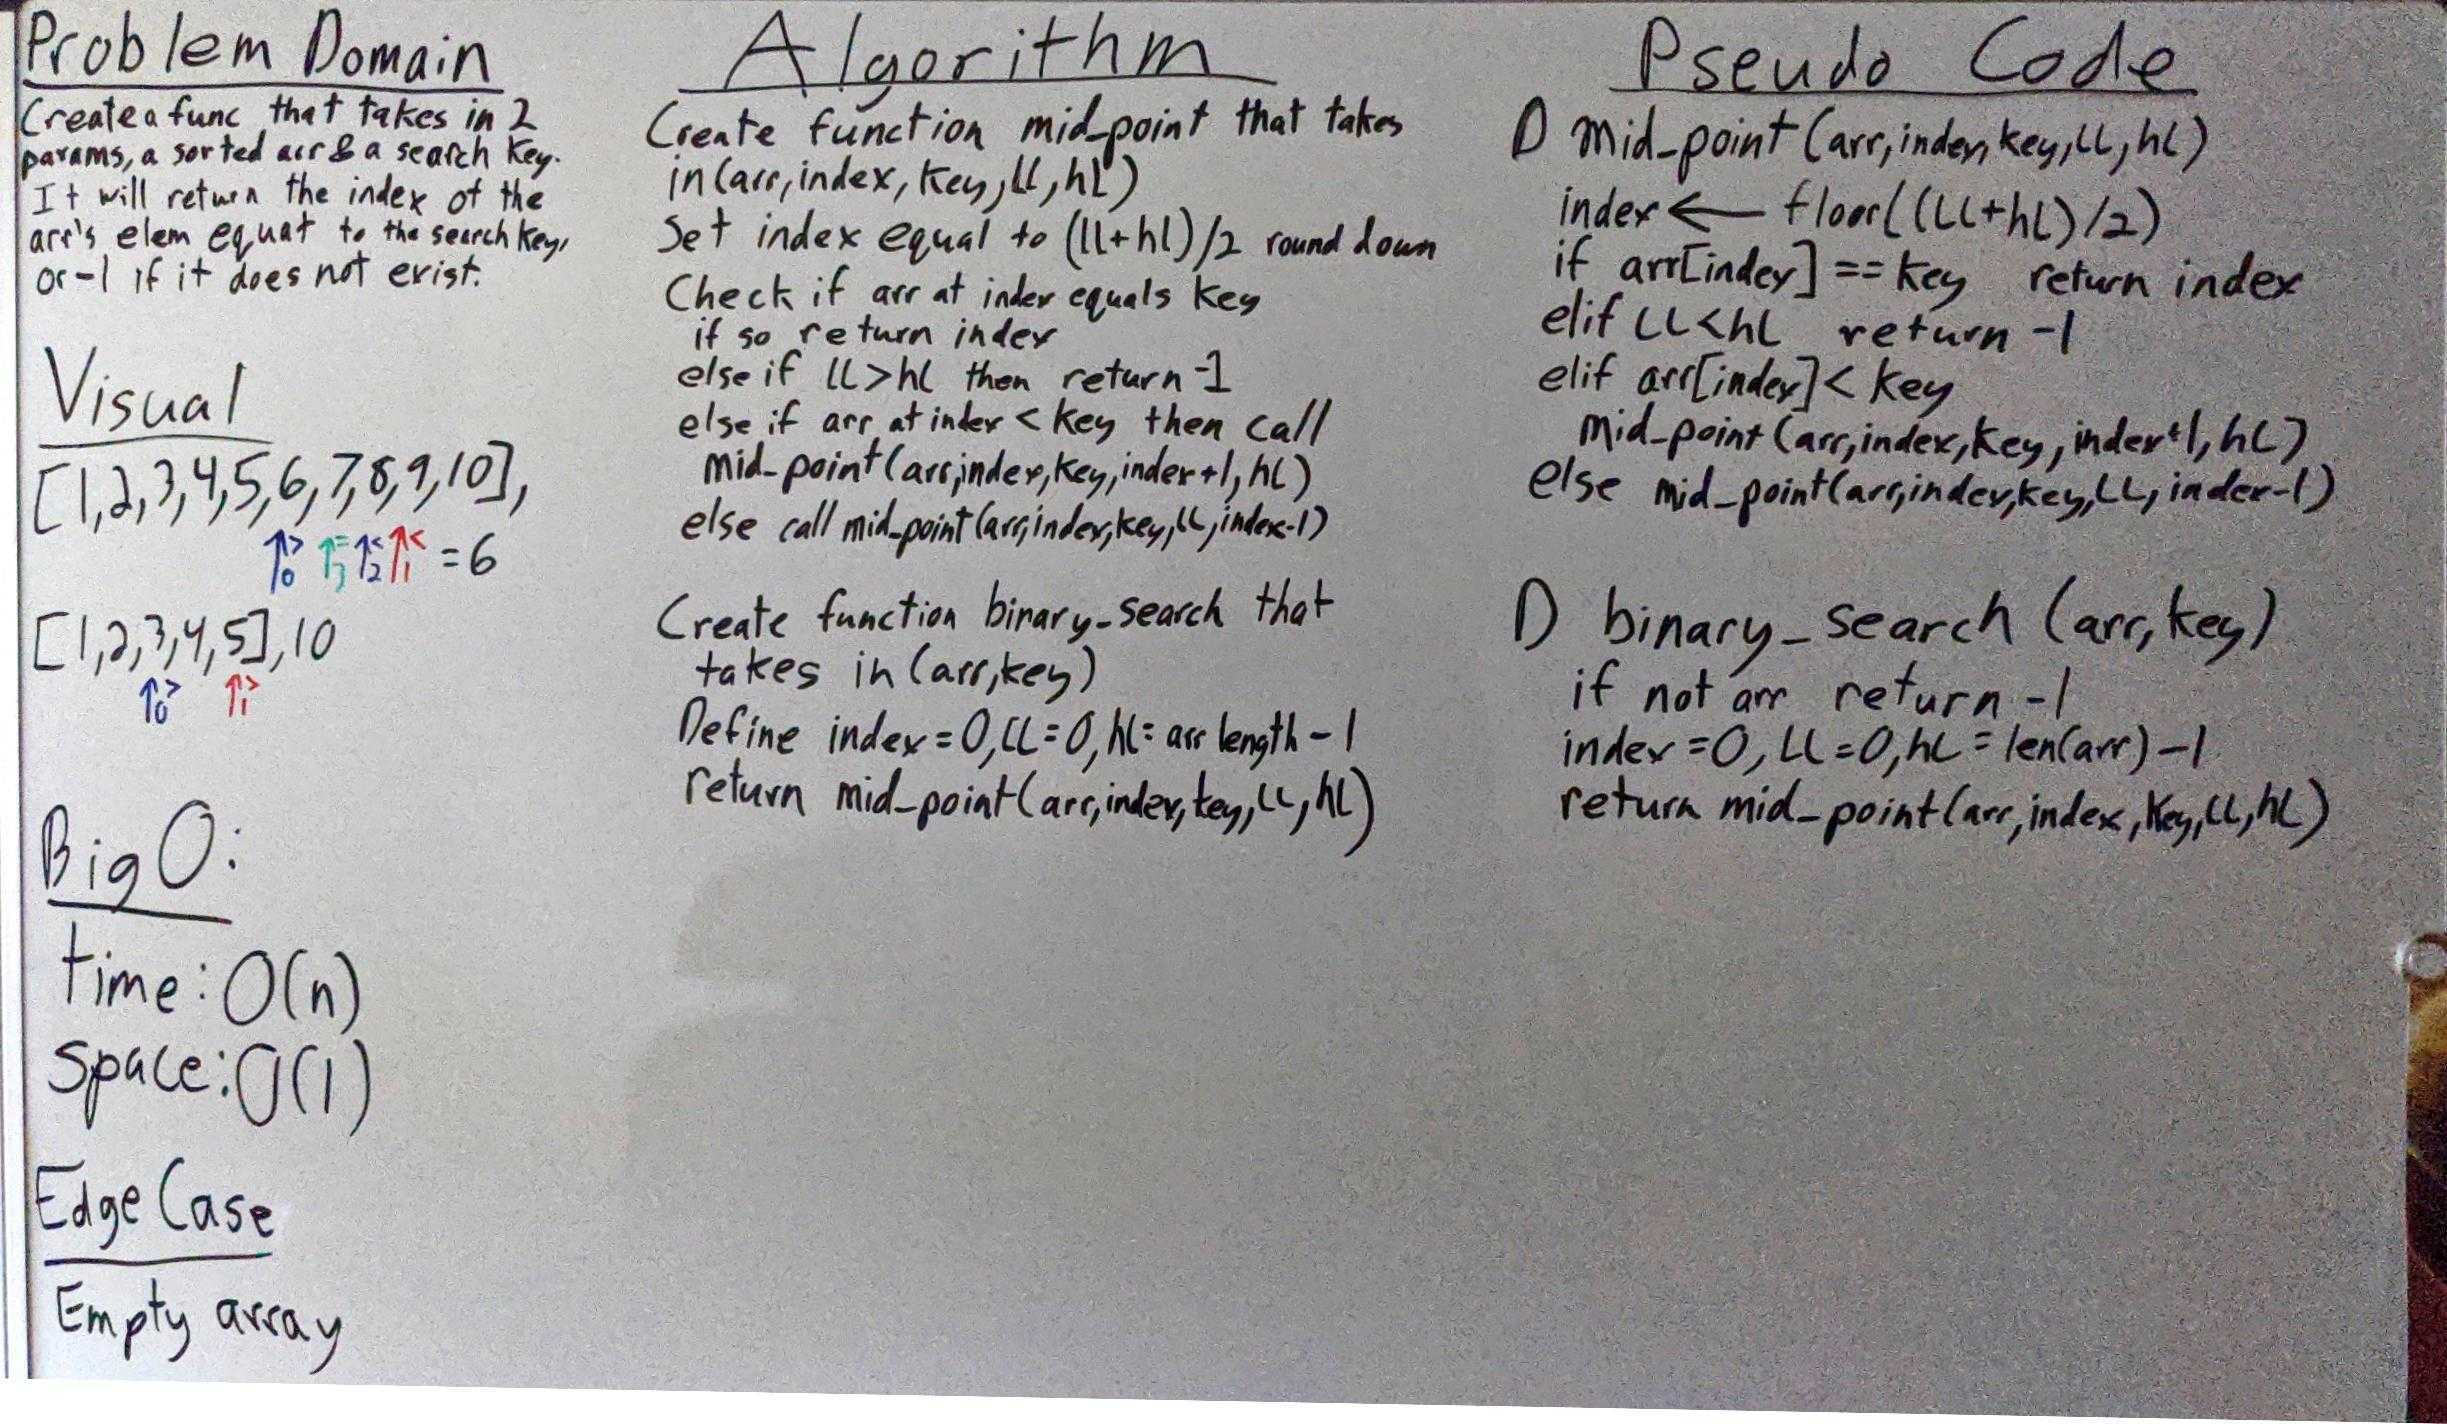 Problem Domain
Create a func that takes in 2
params, a sorted arr & a search key.
It will return the index of the
arr's elem equat to the search key,
or -1 if it does not exist.
Visual
[1,2,3,4,5,6,7,8,9,10],
↑>0 ↑=3 ↑<2 ↑<1 = 6
[1,2,3,4,5],10
↑>0 ↑>1
Big O:
time: O(n)
space: O(1)
Edge Case
Empty array
Algorithm
Create function mid_point that takes
in (arr, index, key, ll, hl)
Set index equal to (ll+hl)/2 round down
Check if arr at index equals key
if so return index
else if ll>hl then return -1
else if arr at index < key then call
mid_point(arr,index,key,index+1,hl)
else call mid_point(arr,index,key,ll,index-1)
Create function binary_search that
takes in (arr,key)
Define index=0, LL=0, hl= arr length - 1
return mid_point(arr,index,key,LL,hl)
Pseudo Code
D mid_point(arr,index,key,LL,hL)
index ← floor((LL+hL)/2)
if arr[index]==key return index
elif LL<hL return -1
elif arr[index]< key
mid_point(arr,index,key,index+1,hL)
else mid_point(arr,index,key,LL,index-1)
D binary_search (arr,key)
if not arr return -1
index=0, LL=0, hL = len(arr)-1
return mid_point(arr,index,key,LL,hL)